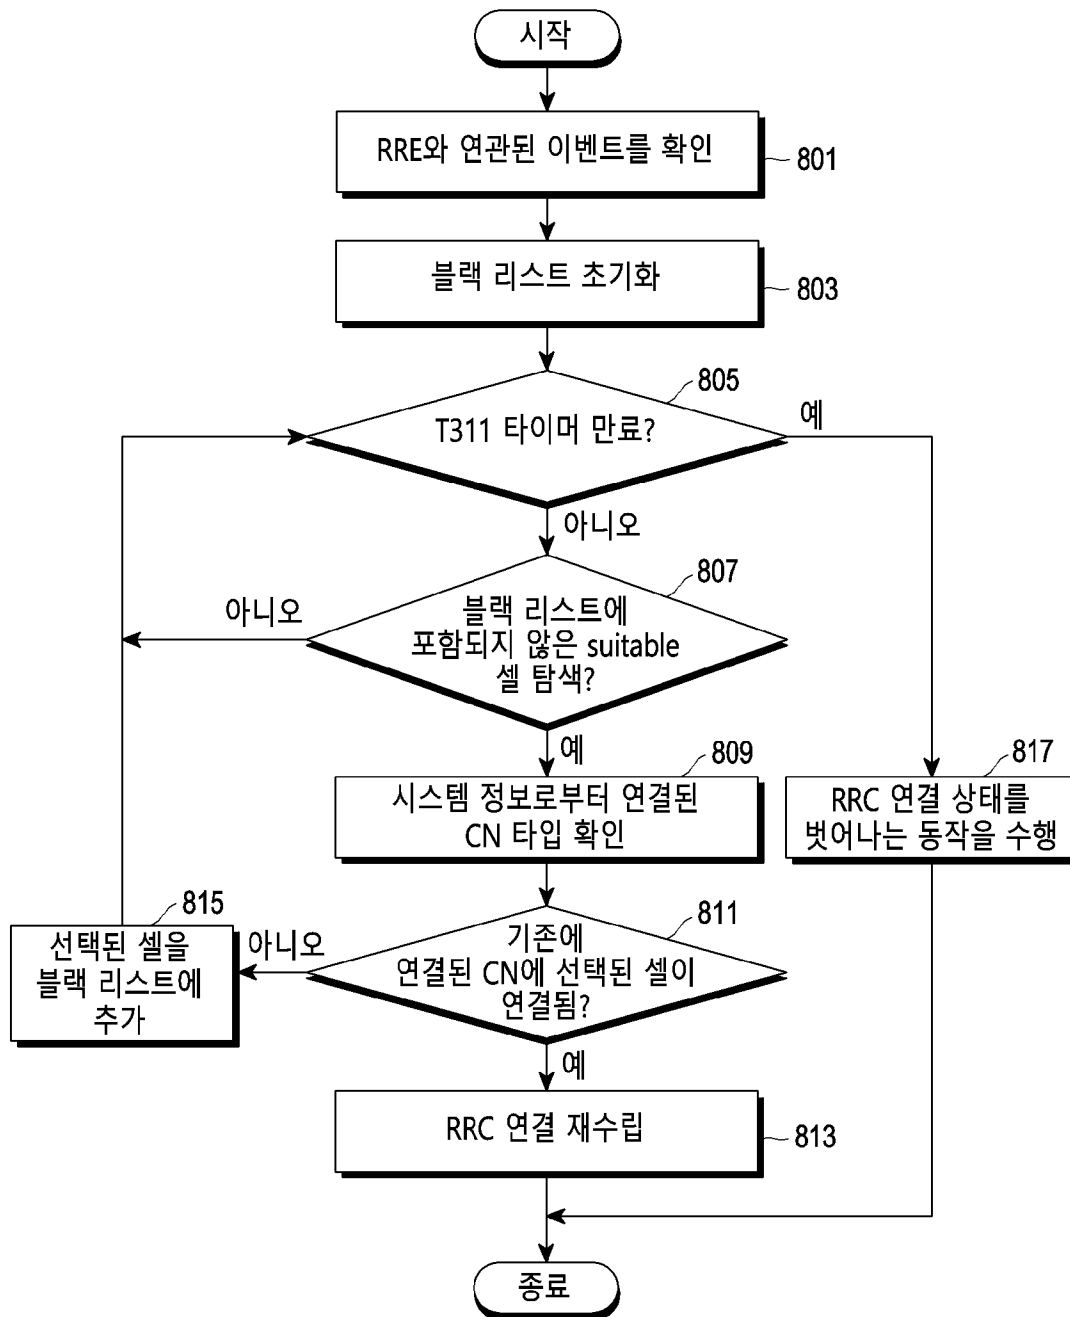 시작
RRE와 연관된 이벤트를 확인
801
블랙 리스트 초기화
803
805
T311 타이머 만료?
예
아니오
807
블랙 리스트에
포함되지 않은 suitable
셀 탐색?
아니오
예
809
시스템 정보로부터 연결된
CN 타입 확인
817
RRC 연결 상태를
벗어나는 동작을 수행
811
기존에
연결된 CN에 선택된 셀이
연결됨?
아니오
815
선택된 셀을
블랙 리스트에
추가
예
RRC 연결 재수립
813
종료